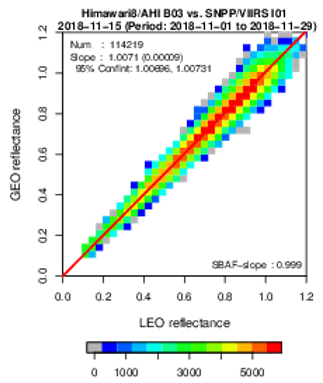 Himawari8/AHI B03 vs. SNPP/VIIRS I01
2018-11-15 (Period: 2018-11-01 to 2018-11-29)
Num : 114219
Slope : 1.0071 (0.00009)
95% ConfInt: 1.00696, 1.00731
GEO reflectance
1.2
1.0
0.8
0.6
0.4
0.2
0.0
SBAF-slope : 0.999
0.0 0.2 0.4 0.6 0.8 1.0 1.2
LEO reflectance
0 1000 3000 5000